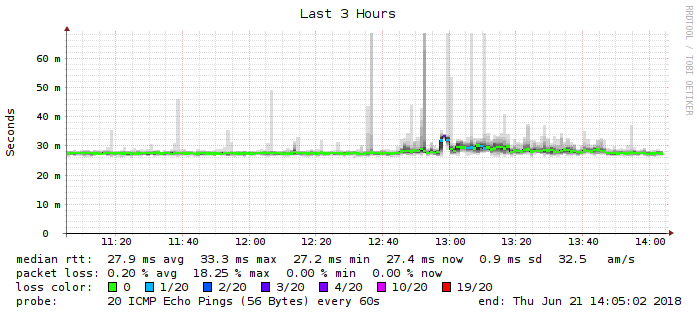 Last 3 Hours
RRDTOOL / TOBI OETIKER
Seconds
60 m
50 m
40 m
30 m
20 m
10 m
0
11:20 11:40 12:00 12:20 12:40 13:00 13:20 13:40 14:00
median rtt: 27.9 ms avg 33.3 ms max 27.2 ms min 27.4 ms now 0.9 ms sd 32.5 am/s
packet loss: 0.20 % avg 18.25 % max 0.00 % min 0.00 % now
loss color: 0 1/20 2/20 3/20 4/20 10/20 19/20
probe: 20 ICMP Echo Pings (56 Bytes) every 60s end: Thu Jun 21 14:05:02 2018